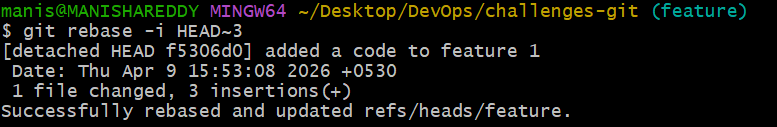 manis@MANISHAREDDY MINGW64 ~/Desktop/DevOps/challenges-git (feature)
$ git rebase -i HEAD~3
[detached HEAD f5306d0] added a code to feature 1
 Date: Thu Apr 9 15:53:08 2026 +0530
 1 file changed, 3 insertions(+)
Successfully rebased and updated refs/heads/feature.